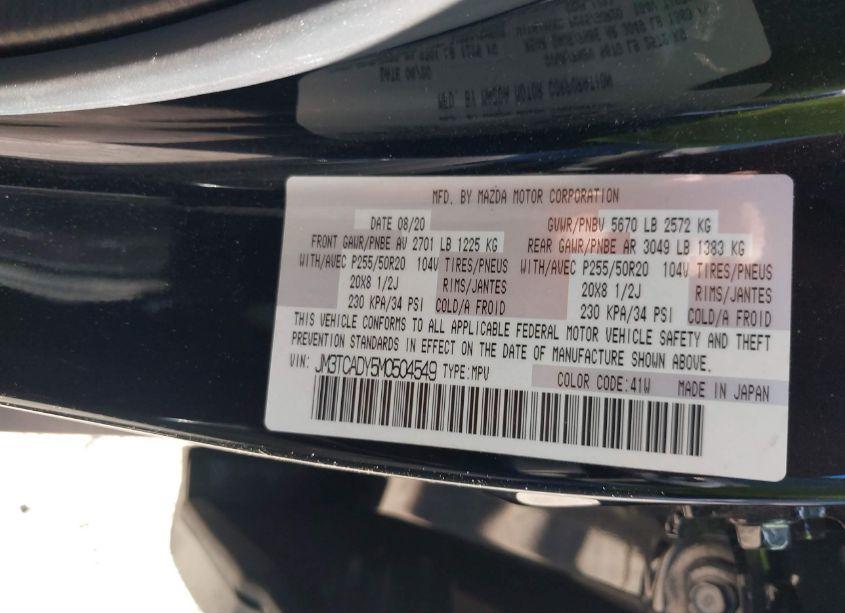 MFD. BY MAZDA MOTOR CORPORATION
DATE 08/20 GVWR/PNBV 5670 LB 2572 KG
FRONT GAWR/PNBE AV 2701 LB 1225 KG REAR GAWR/PNBE AR 3049 LB 1383 KG
WITH/AVEC P255/50R20 104V TIRES/PNEUS WITH/AVEC P255/50R20 104V TIRES/PNEUS
20X8 1/2J RIMS/JANTES 20X8 1/2J RIMS/JANTES
230 KPA/34 PSI COLD/A FROID 230 KPA/34 PSI COLD/A FROID
THIS VEHICLE CONFORMS TO ALL APPLICABLE FEDERAL MOTOR VEHICLE SAFETY AND THEFT
PREVENTION STANDARDS IN EFFECT ON THE DATE OF MANUFACTURE SHOWN ABOVE.
VIN: JM3TCADY5M0504549 TYPE:MPV
COLOR CODE:41W MADE IN JAPAN